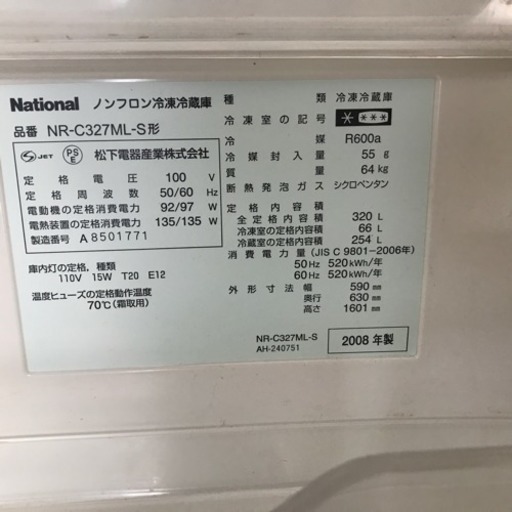 National ノンフロン冷凍冷蔵庫
品番 NR-C327ML-S形
S JET PS E 松下電器産業株式会社
定格電圧 100 V
定格周波数 50/60 Hz
電動機の定格消費電力 92/97 W
電熱装置の定格消費電力 135/135 W
製造番号 A 8501771
庫内灯の定格, 種類
110V 15W T20 E12
温度ヒューズの定格動作温度
70℃(霜取用)
種類 冷凍冷蔵庫
冷凍室の記号
冷媒 R600a
冷媒封入量 55 g
質量 64 kg
断熱発泡ガス シクロペンタン
定格内容積
全定格内容積 320 L
冷凍室の定格内容積 66 L
冷蔵室の定格内容積 254 L
消費電力量 (JIS C 9801-2006年)
50 Hz 520 kWh/年
60 Hz 520 kWh/年
外形寸法 幅 590 mm
奥行 630 mm
高さ 1601 mm
NR-C327ML-S
AH-240751
2008 年製